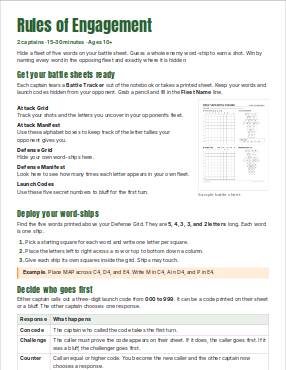 Rules of Engagement
2 captains · 15-30 minutes · Ages 10+
Hide a fleet of five words on your battle sheet. Guess a whole enemy word-ship to earn a shot. Win by
naming every word in the opposing fleet and exactly where it is hidden.
Get your battle sheets ready
Each captain tears a Battle Tracker out of the notebook or takes a printed sheet. Keep your words and
launch codes hidden from your opponent. Grab a pencil and fill in the Fleet Name line.
Attack Grid
Track your shots and the letters you uncover in your opponent's fleet.
Attack Manifest
Use these alphabet boxes to keep track of the letter tallies your
opponent gives you.
Defense Grid
Hide your own word-ships here.
Defense Manifest
Look here to see how many times each letter appears in your own fleet.
Launch Codes
Use these five secret numbers to bluff for the first turn.
Sample battle sheet
Deploy your word-ships
Find the five words printed above your Defense Grid. They are 5, 4, 3, 3, and 2 letters long. Each word
is one ship.
1. Pick a starting square for each word and write one letter per square.
2. Place the letters left to right across a row or top to bottom down a column.
3. Give each ship its own squares inside the grid. Ships may touch.
Example. Place MAP across C4, D4, and E4. Write M in C4, A in D4, and P in E4.
Decide who goes first
Either captain calls out a three-digit launch code from 000 to 999. It can be a code printed on their sheet
or a bluff. The other captain chooses one response.
Response What happens
Concede The captain who called the code takes the first turn.
Challenge The caller must prove the code appears on their sheet. If it does, the caller goes first. If it
was a bluff, the challenger goes first.
Counter Call an equal or higher code. You become the new caller and the other captain now
chooses a response.